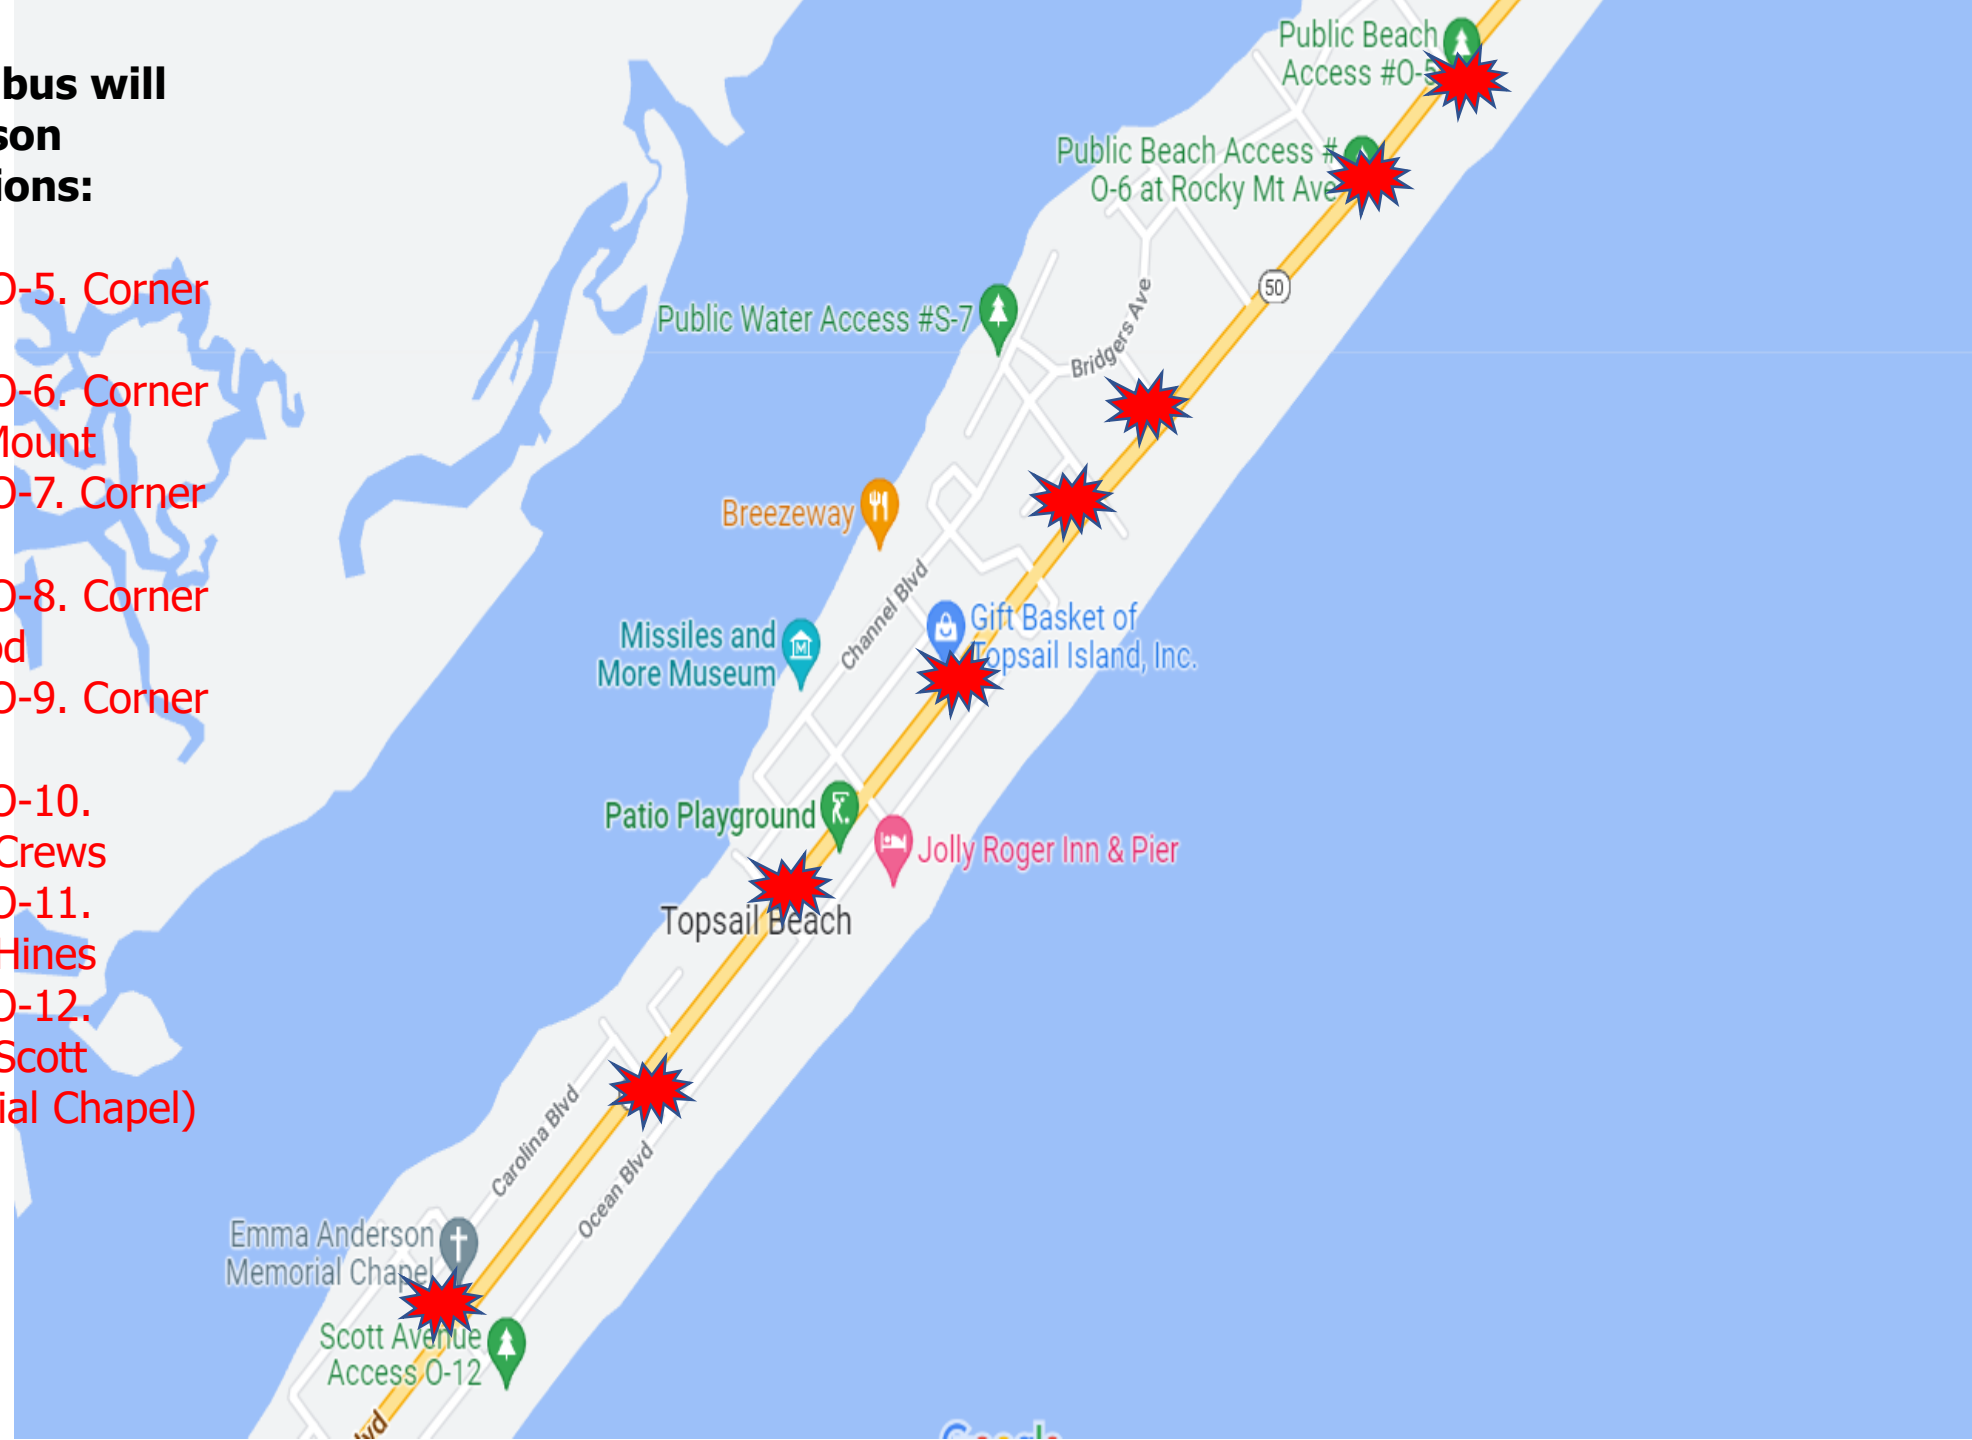 bus will
son
ions:
O-5. Corner
O-6. Corner
Mount
O-7. Corner
O-8. Corner
od
O-9. Corner
O-10.
Crews
O-11.
Hines
O-12.
Scott
ial Chapel)
Public Beach
Access #O-5
Public Beach Access #
O-6 at Rocky Mt Ave
50
Public Water Access #S-7
Bridgers Ave
Breezeway
Channel Blvd
Gift Basket of
Topsail Island, Inc.
Missiles and
More Museum
Patio Playground
Jolly Roger Inn & Pier
Topsail Beach
Carolina Blvd
Ocean Blvd
Emma Anderson
Memorial Chapel
Scott Avenue
Access O-12
lvd
Google